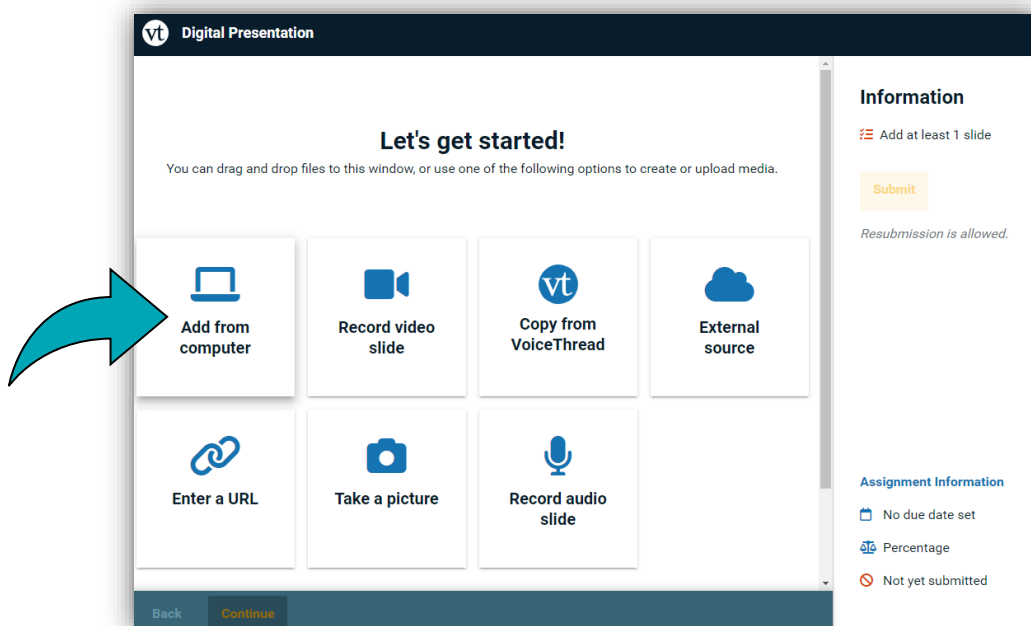 vt Digital Presentation
Let's get started!
You can drag and drop files to this window, or use one of the following options to create or upload media.
Add from
computer
Record video
slide
vt
Copy from
VoiceThread
External
source
Enter a URL
Take a picture
Record audio
slide
Back
Continue
Information
Add at least 1 slide
Submit
Resubmission is allowed.
Assignment Information
No due date set
Percentage
Not yet submitted